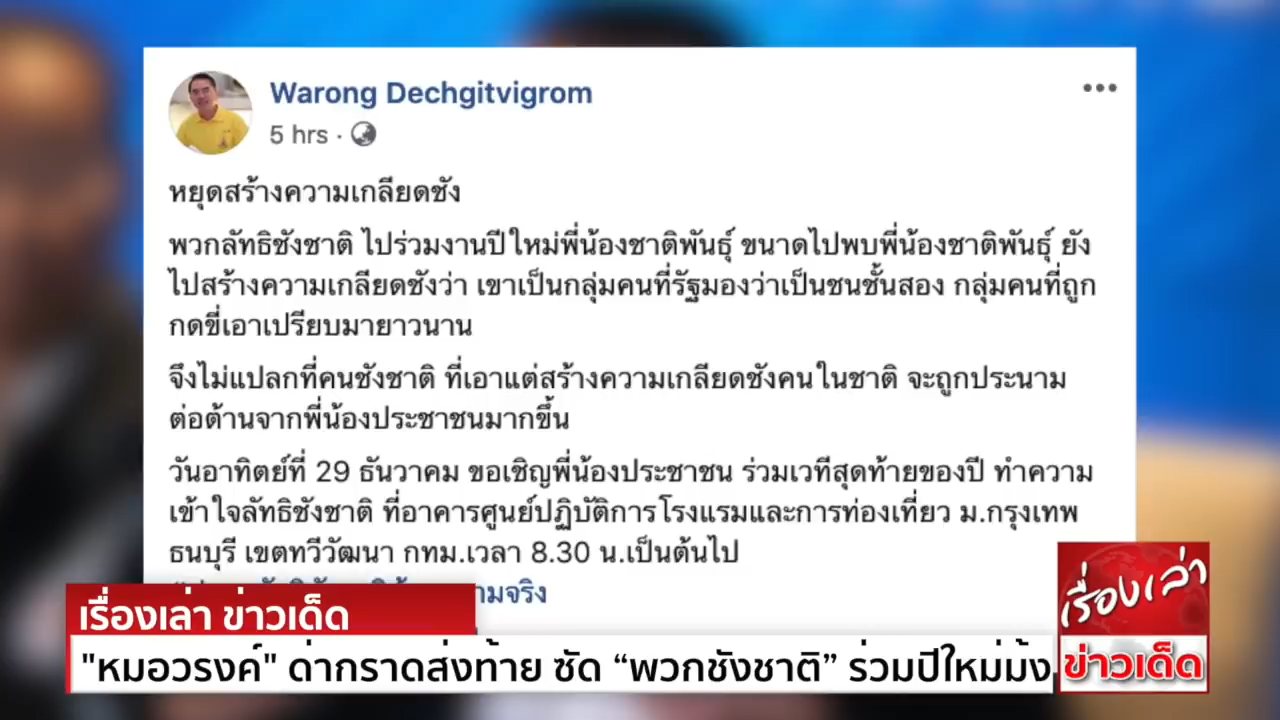 Warong Dechgitvigrom
5 hrs ·
หยุดสร้างความเกลียดชัง
พวกลัทธิชังชาติ ไปร่วมงานปีใหม่พี่น้องชาติพันธุ์ ขนาดไปพบพี่น้องชาติพันธุ์ ยัง
ไปสร้างความเกลียดชังว่า เขาเป็นกลุ่มคนที่รัฐมองว่าเป็นชนชั้นสอง กลุ่มคนที่ถูก
กดขี่เอาเปรียบมายาวนาน
จึงไม่แปลกที่คนชังชาติ ที่เอาแต่สร้างความเกลียดชังคนในชาติ จะถูกประนาม
ต่อต้านจากพี่น้องประชาชนมากขึ้น
วันอาทิตย์ที่ 29 ธันวาคม ขอเชิญพี่น้องประชาชน ร่วมเวทีสุดท้ายของปี ทำความ
เข้าใจลัทธิชังชาติ ที่อาคารศูนย์ปฏิบัติการโรงแรมและการท่องเที่ยว ม.กรุงเทพ
ธนบุรี เขตทวีวัฒนา กทม.เวลา 8.30 น.เป็นต้นไป
ามจริง
เรื่องเล่า ข่าวเด็ด
"หมอวรงค์" ด่ากราดส่งท้าย ซัด “พวกชังชาติ” ร่วมปีใหม่ม้ง
เรื่องเล่า
ข่าวเด็ด